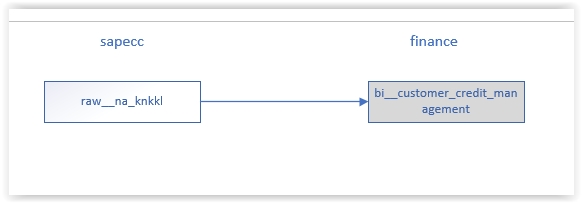 sapecc
finance
raw__na_knkkl
bi__customer_credit_man
agement